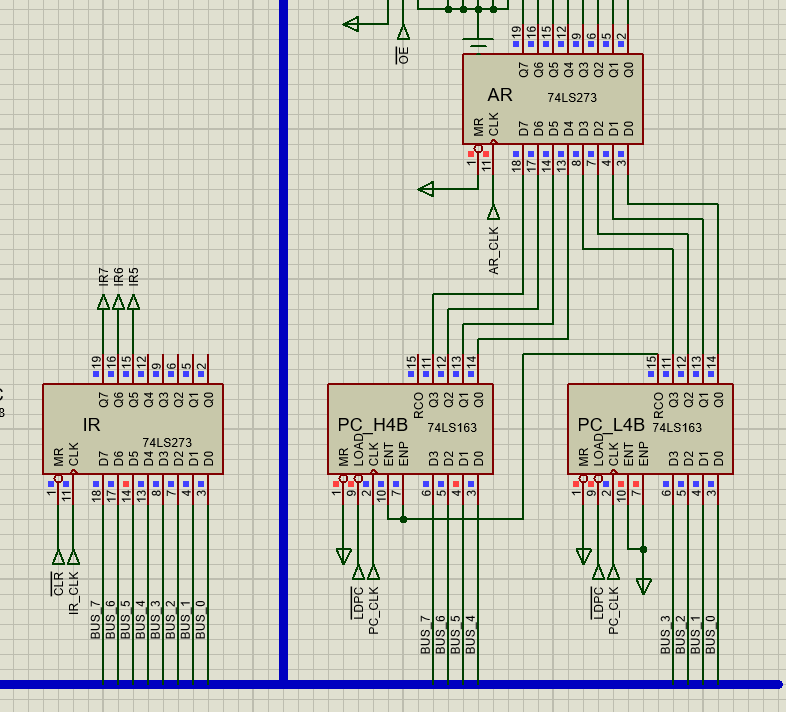 OE
19 16 15 12 9 6 5 2
Q7 Q6 Q5 Q4 Q3 Q2 Q1 Q0
AR 74LS273
MR CLK D7 D6 D5 D4 D3 D2 D1 D0
1 11 18 17 14 13 8 7 4 3
AR_CLK
IR7 IR6 IR5
19 16 15 12 9 6 5 2
Q7 Q6 Q5 Q4 Q3 Q2 Q1 Q0
IR
74LS273
MR CLK D7 D6 D5 D4 D3 D2 D1 D0
1 11 18 17 14 13 8 7 4 3
CLR IR_CLK
BUS_7 BUS_6 BUS_5 BUS_4 BUS_3 BUS_2 BUS_1 BUS_0
15 11 12 13 14
RCO Q3 Q2 Q1 Q0
PC_H4B 74LS163
MR LOAD CLK ENT ENP D3 D2 D1 D0
1 9 2 10 7 6 5 4 3
LDPC PC_CLK
BUS_7 BUS_6 BUS_5 BUS_4
15 11 12 13 14
RCO Q3 Q2 Q1 Q0
PC_L4B 74LS163
MR LOAD CLK ENT ENP D3 D2 D1 D0
1 9 2 10 7 6 5 4 3
LDPC PC_CLK
BUS_3 BUS_2 BUS_1 BUS_0